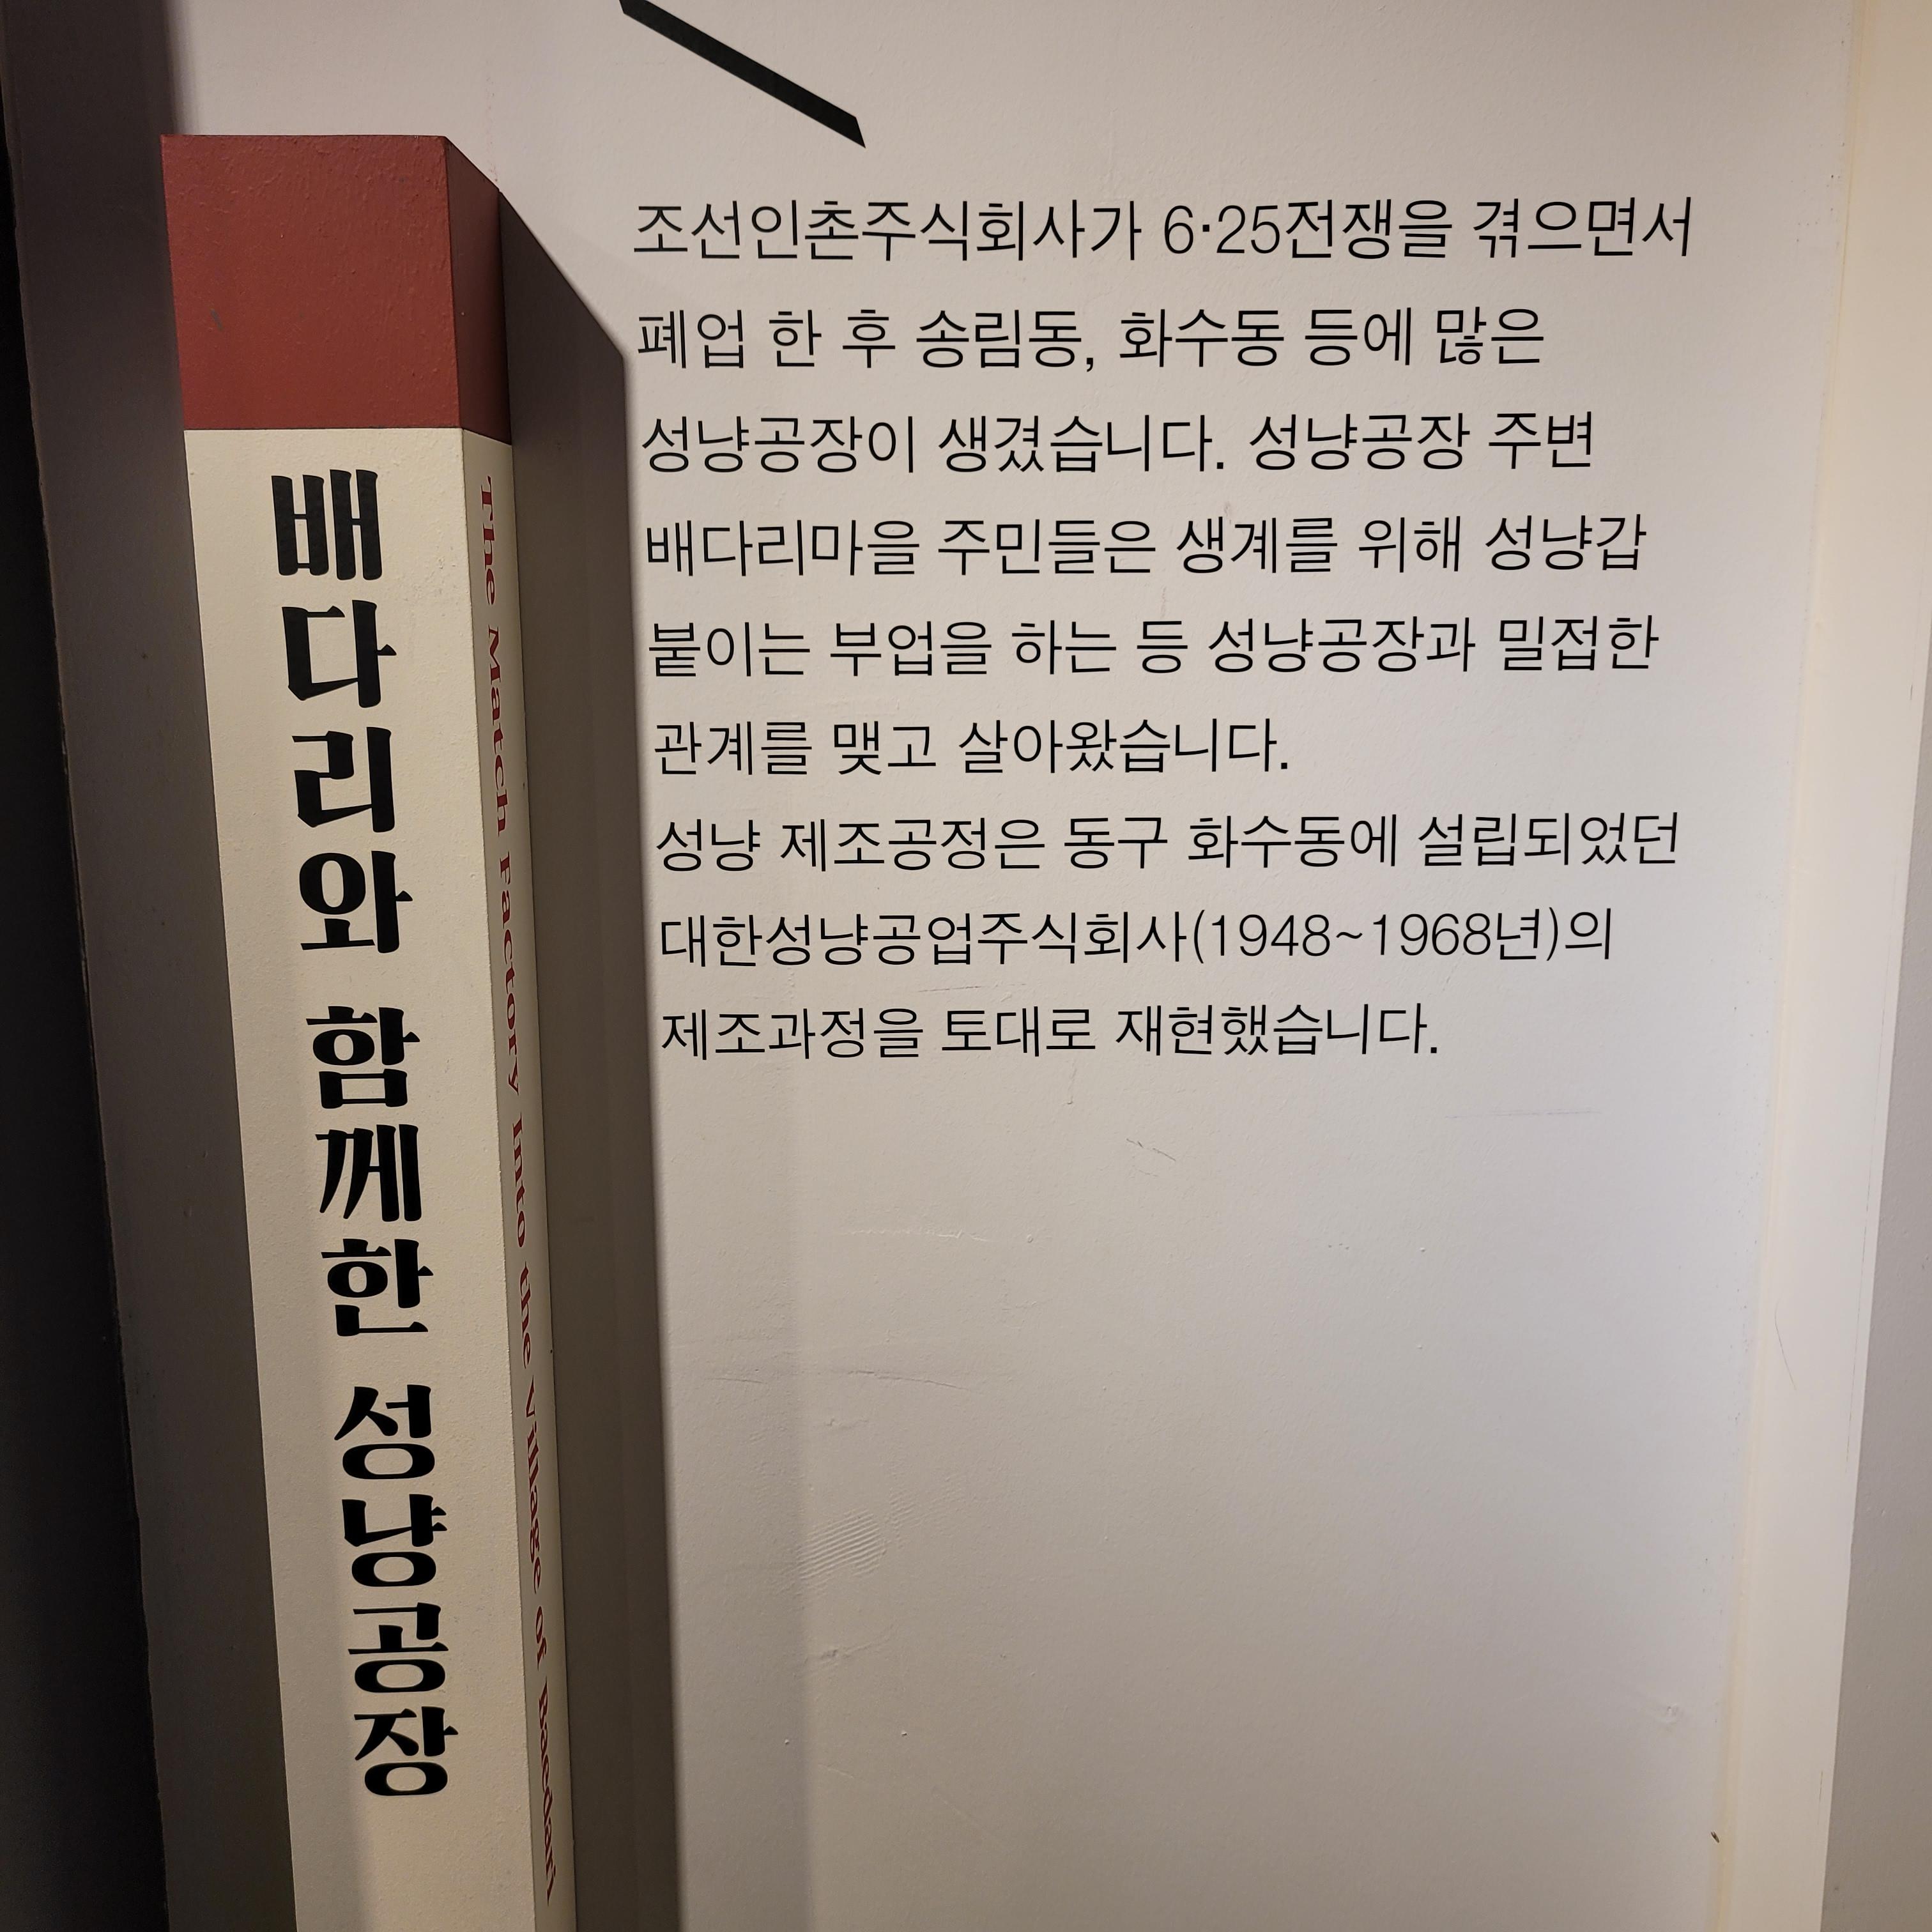 배다리와 함께한 성냥공장
The Match Factory Into the Village of Baedari
조선인촌주식회사가 6·25전쟁을 겪으면서
폐업 한 후 송림동, 화수동 등에 많은
성냥공장이 생겼습니다. 성냥공장 주변
배다리마을 주민들은 생계를 위해 성냥갑
붙이는 부업을 하는 등 성냥공장과 밀접한
관계를 맺고 살아왔습니다.
성냥 제조공정은 동구 화수동에 설립되었던
대한성냥공업주식회사(1948~1968년)의
제조과정을 토대로 재현했습니다.